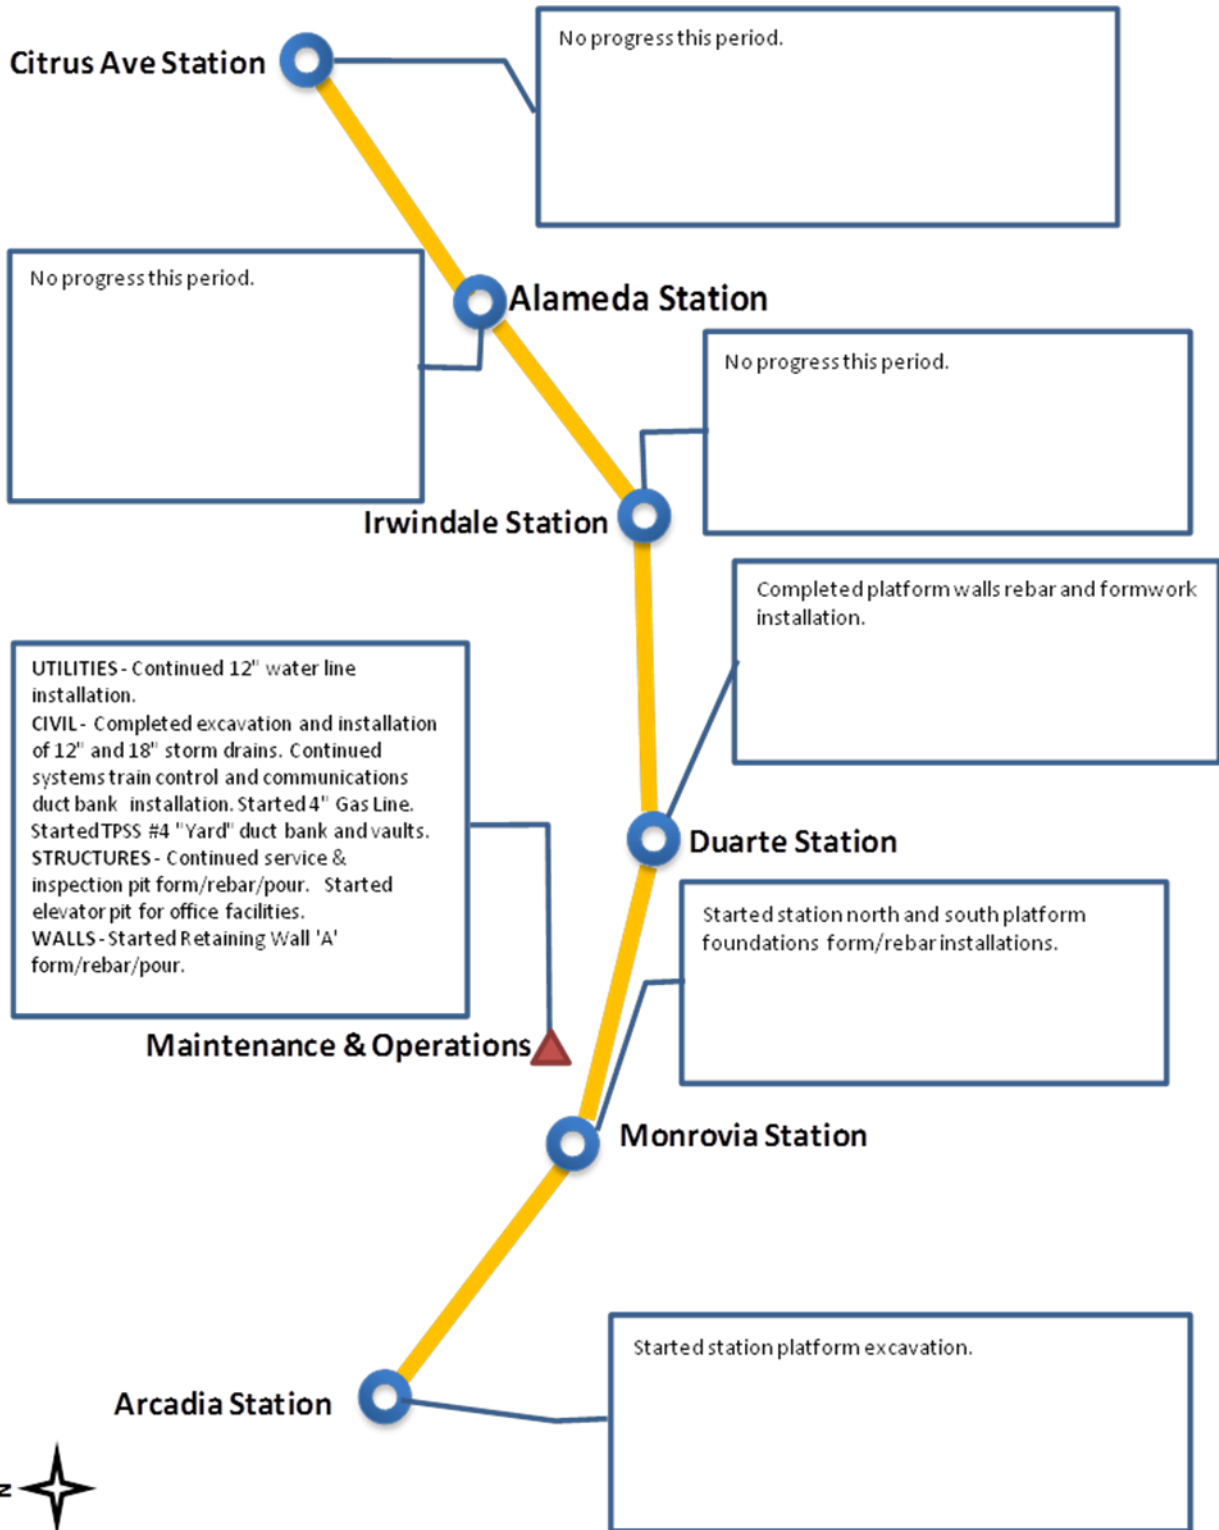 No progress this period.
Citrus Ave Station
No progress this period.
Alameda Station
No progress this period.
Irwindale Station
Completed platform walls rebar and formwork
installation.
UTILITIES - Continued 12" water line
installation.
CIVIL - Completed excavation and installation
of 12" and 18" storm drains. Continued
systems train control and communications
duct bank installation. Started 4" Gas Line.
Started TPSS #4 "Yard" duct bank and vaults.
STRUCTURES - Continued service &
inspection pit form/rebar/pour. Started
elevator pit for office facilities.
WALLS - Started Retaining Wall 'A'
form/rebar/pour.
Duarte Station
Started station north and south platform
foundations form/rebar installations.
Maintenance & Operations
Monrovia Station
Started station platform excavation.
Arcadia Station
N